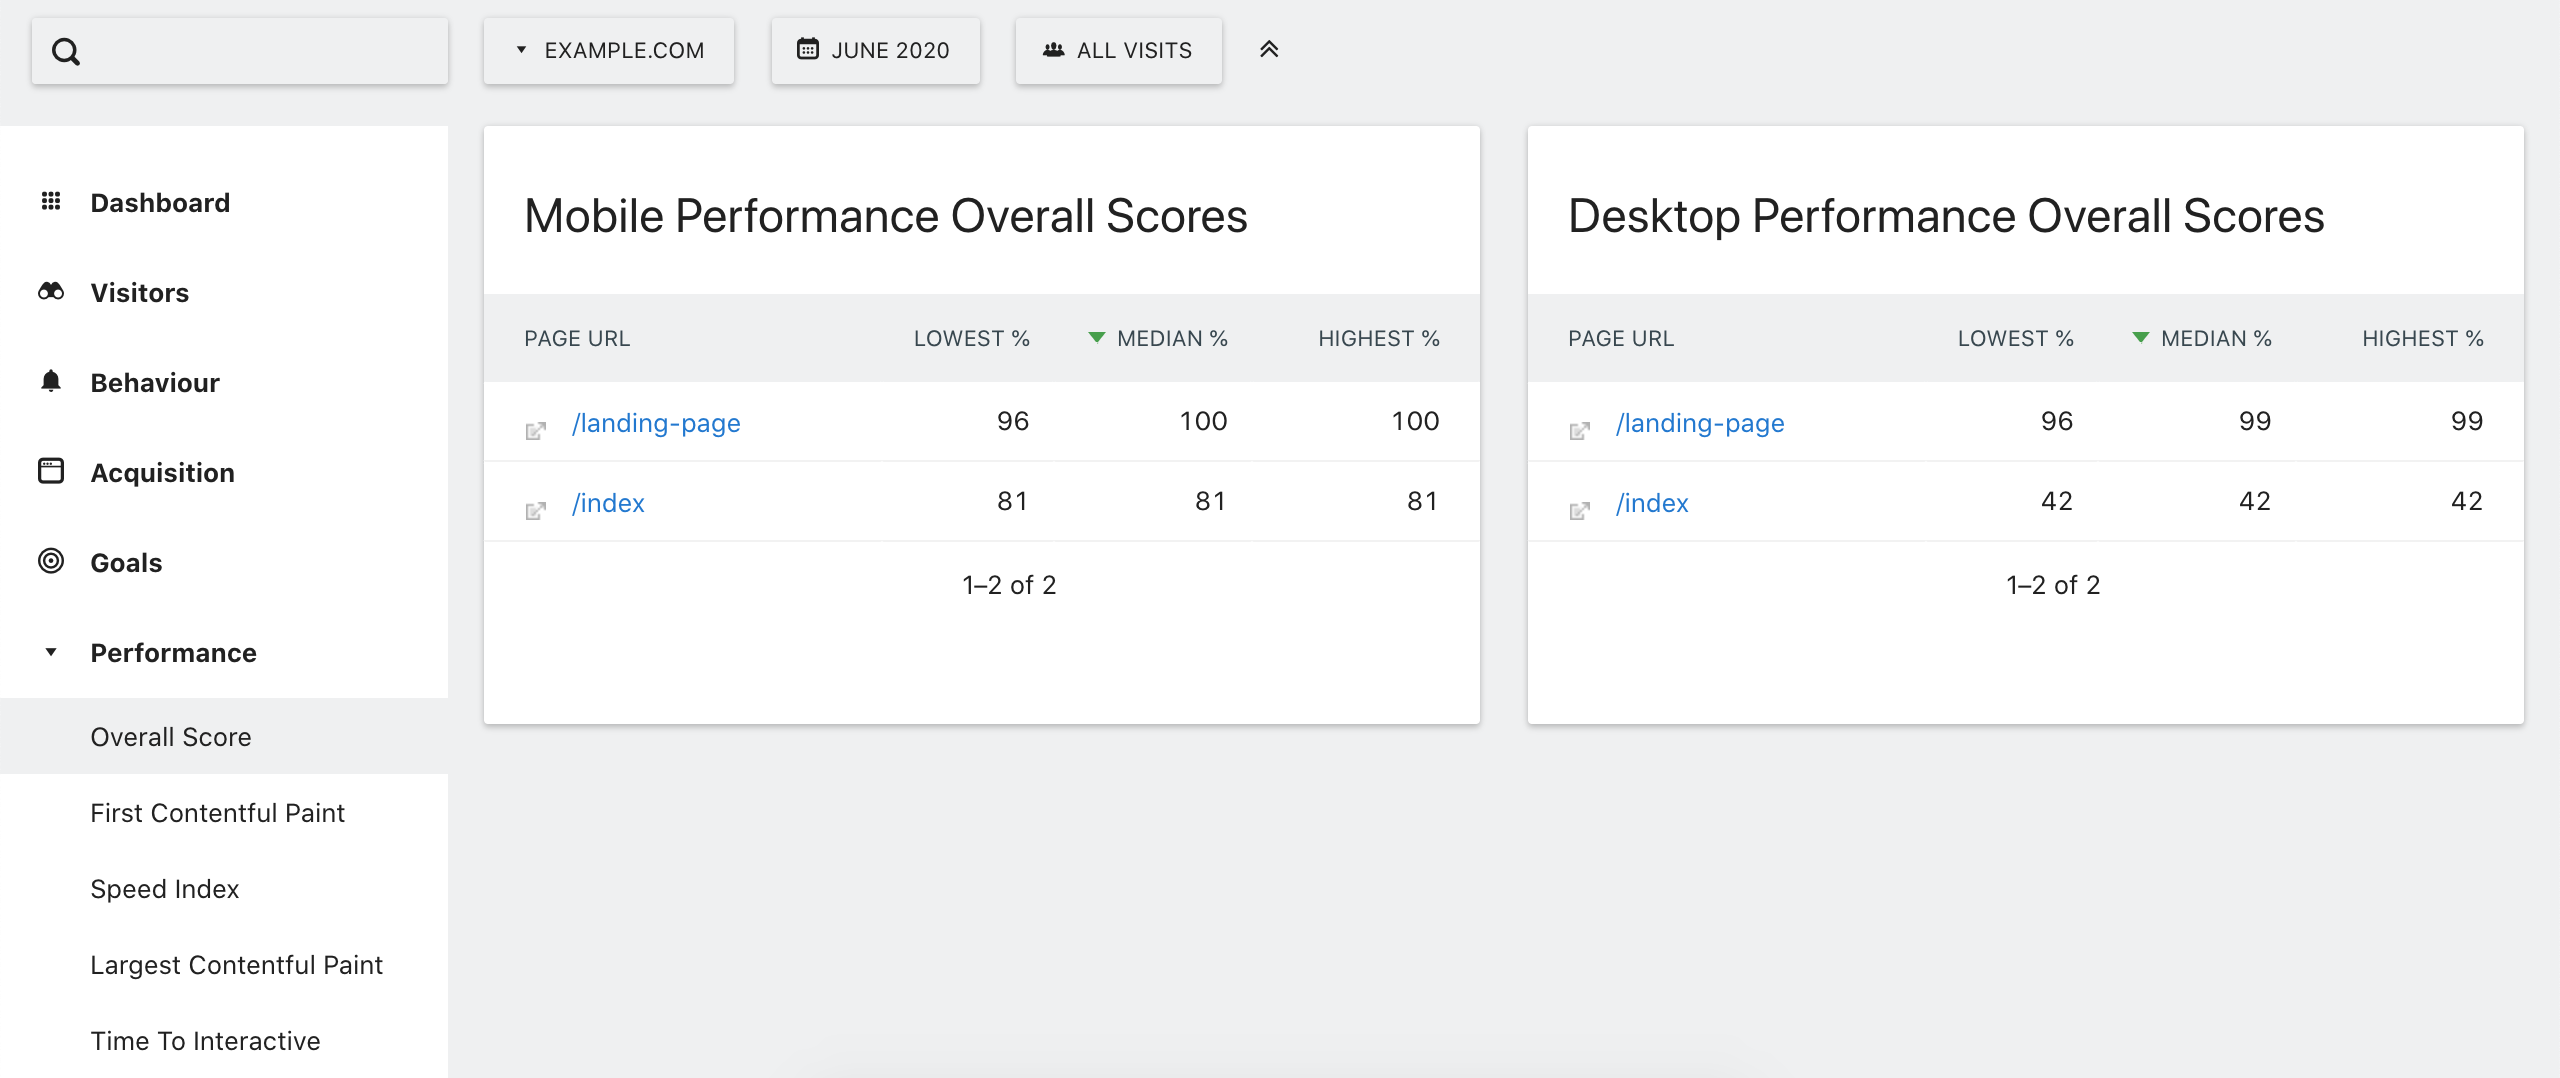 EXAMPLE.COM JUNE 2020 ALL VISITS
Dashboard
Visitors
Behaviour
Acquisition
Goals
Performance
Overall Score
First Contentful Paint
Speed Index
Largest Contentful Paint
Time To Interactive
Mobile Performance Overall Scores
PAGE URL LOWEST % MEDIAN % HIGHEST %
/landing-page 96 100 100
/index 81 81 81
1–2 of 2
Desktop Performance Overall Scores
PAGE URL LOWEST % MEDIAN % HIGHEST %
/landing-page 96 99 99
/index 42 42 42
1–2 of 2